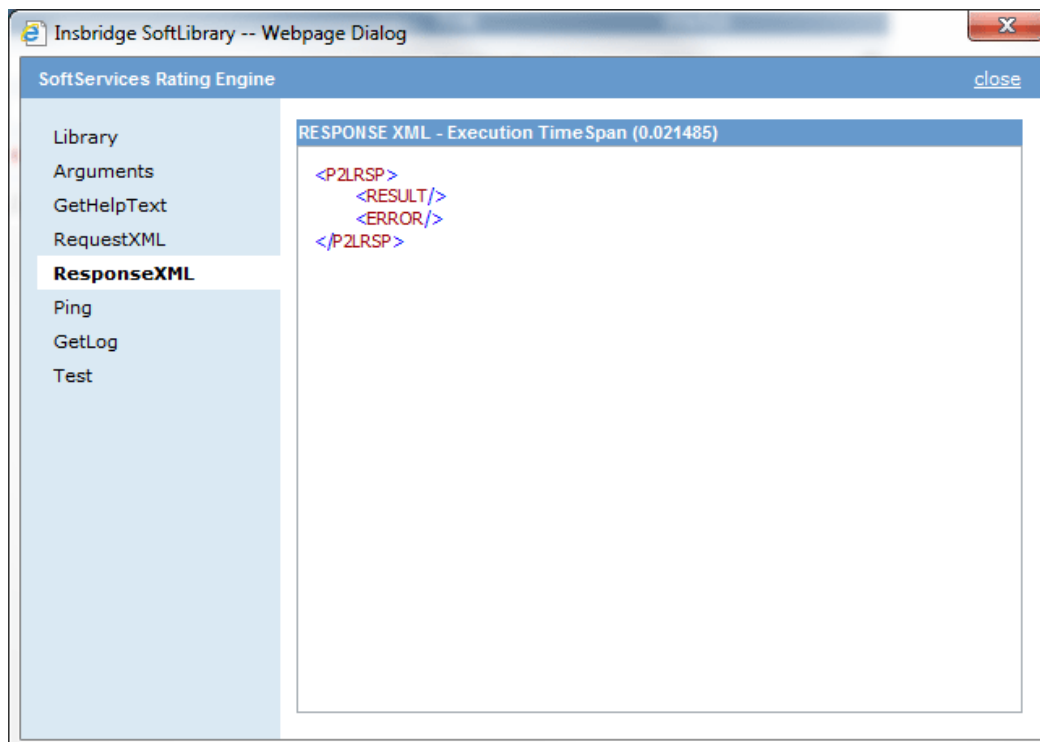 Insbridge SoftLibrary -- Webpage Dialog
SoftServices Rating Engine
close
Library
Arguments
GetHelpText
RequestXML
ResponseXML
Ping
GetLog
Test
RESPONSE XML - Execution TimeSpan (0.021485)
<P2LRSP>
<RESULT/>
<ERROR/>
</P2LRSP>